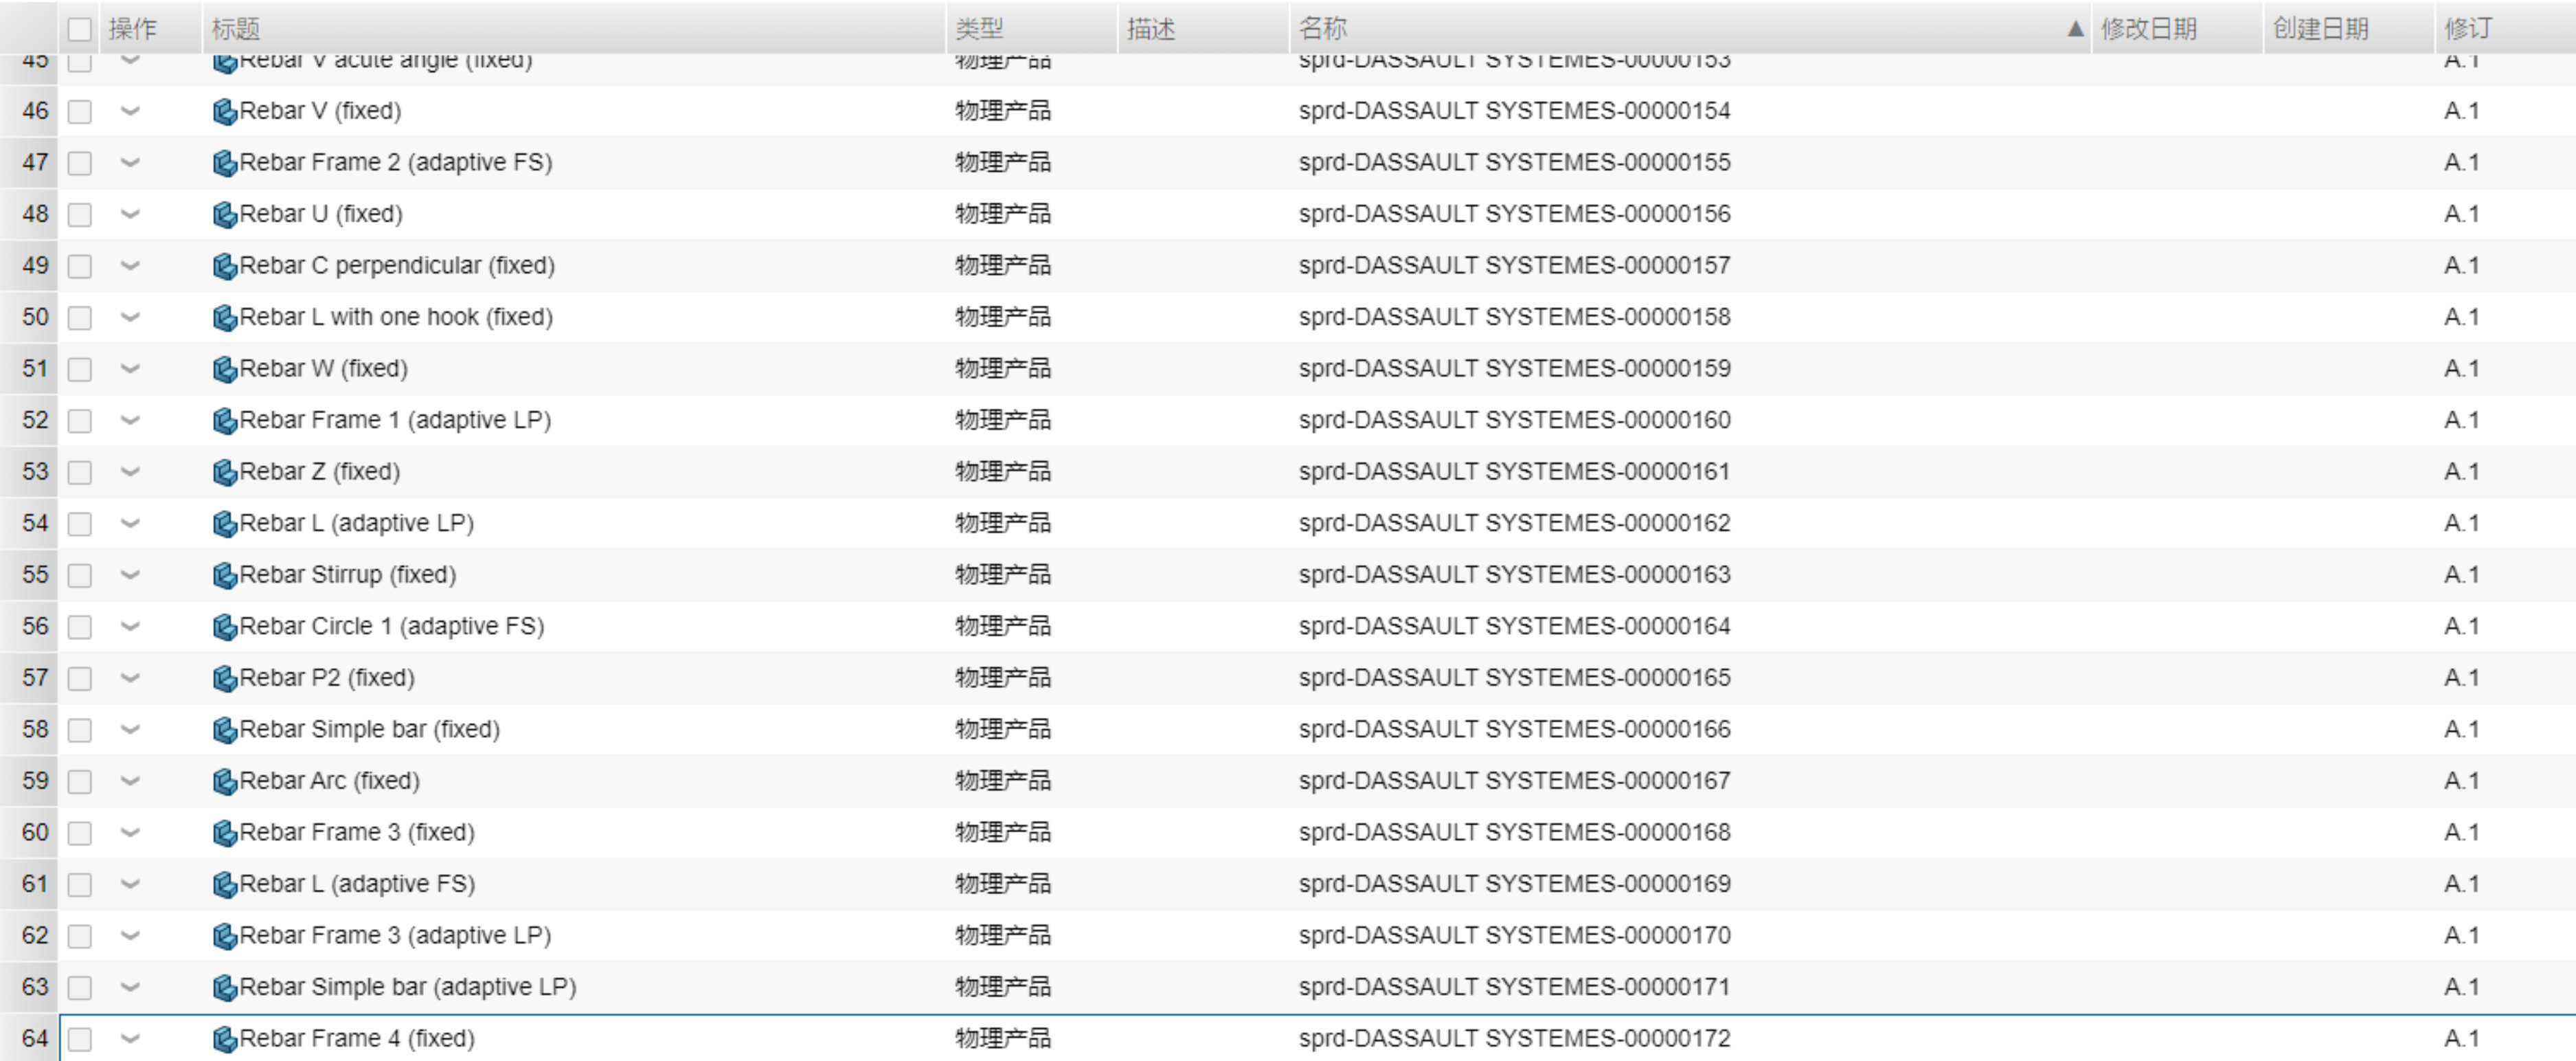 操作 标题 类型 描述 名称 ▲ 修改日期 创建日期 修订
45 Rebar V acute angle (fixed) 物理产品 sprd-DASSAULT SYSTEMES-00000153 A.1
46 Rebar V (fixed) 物理产品 sprd-DASSAULT SYSTEMES-00000154 A.1
47 Rebar Frame 2 (adaptive FS) 物理产品 sprd-DASSAULT SYSTEMES-00000155 A.1
48 Rebar U (fixed) 物理产品 sprd-DASSAULT SYSTEMES-00000156 A.1
49 Rebar C perpendicular (fixed) 物理产品 sprd-DASSAULT SYSTEMES-00000157 A.1
50 Rebar L with one hook (fixed) 物理产品 sprd-DASSAULT SYSTEMES-00000158 A.1
51 Rebar W (fixed) 物理产品 sprd-DASSAULT SYSTEMES-00000159 A.1
52 Rebar Frame 1 (adaptive LP) 物理产品 sprd-DASSAULT SYSTEMES-00000160 A.1
53 Rebar Z (fixed) 物理产品 sprd-DASSAULT SYSTEMES-00000161 A.1
54 Rebar L (adaptive LP) 物理产品 sprd-DASSAULT SYSTEMES-00000162 A.1
55 Rebar Stirrup (fixed) 物理产品 sprd-DASSAULT SYSTEMES-00000163 A.1
56 Rebar Circle 1 (adaptive FS) 物理产品 sprd-DASSAULT SYSTEMES-00000164 A.1
57 Rebar P2 (fixed) 物理产品 sprd-DASSAULT SYSTEMES-00000165 A.1
58 Rebar Simple bar (fixed) 物理产品 sprd-DASSAULT SYSTEMES-00000166 A.1
59 Rebar Arc (fixed) 物理产品 sprd-DASSAULT SYSTEMES-00000167 A.1
60 Rebar Frame 3 (fixed) 物理产品 sprd-DASSAULT SYSTEMES-00000168 A.1
61 Rebar L (adaptive FS) 物理产品 sprd-DASSAULT SYSTEMES-00000169 A.1
62 Rebar Frame 3 (adaptive LP) 物理产品 sprd-DASSAULT SYSTEMES-00000170 A.1
63 Rebar Simple bar (adaptive LP) 物理产品 sprd-DASSAULT SYSTEMES-00000171 A.1
64 Rebar Frame 4 (fixed) 物理产品 sprd-DASSAULT SYSTEMES-00000172 A.1